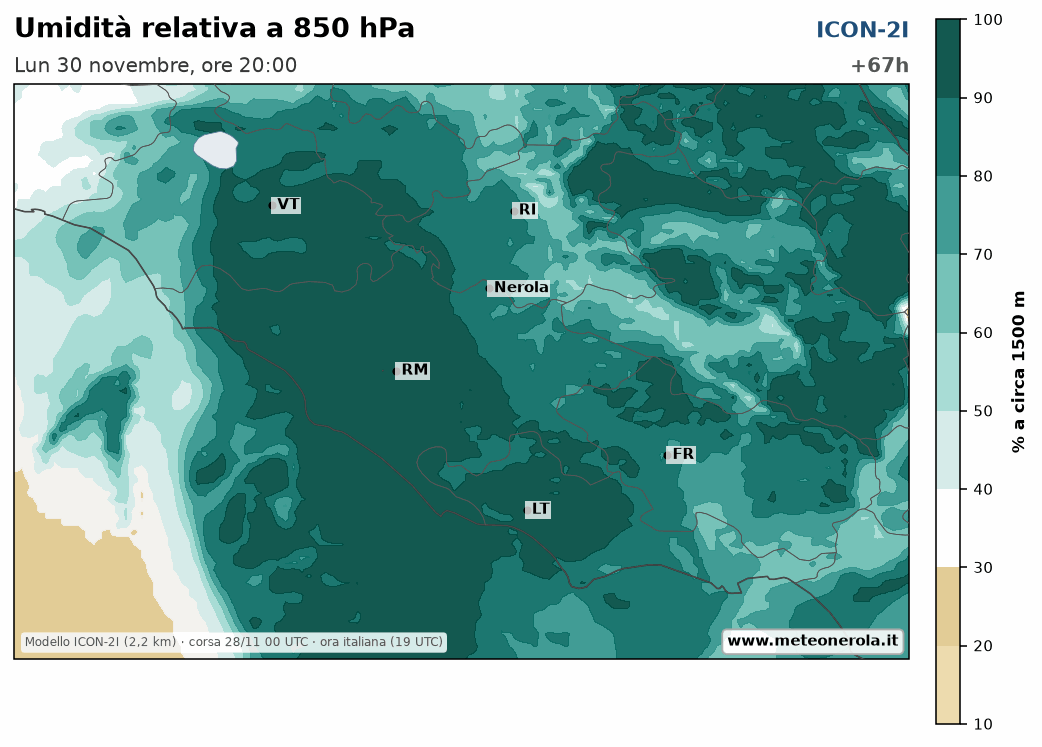 Umidità relativa a 850 hPa
ICON-2I
Lun 30 novembre, ore 20:00
+67h
100
90
80
70
60
50
40
30
20
10
% a circa 1500 m
VT
RI
Nerola
RM
FR
LT
Modello ICON-2I (2,2 km) · corsa 28/11 00 UTC · ora italiana (19 UTC)
www.meteonerola.it